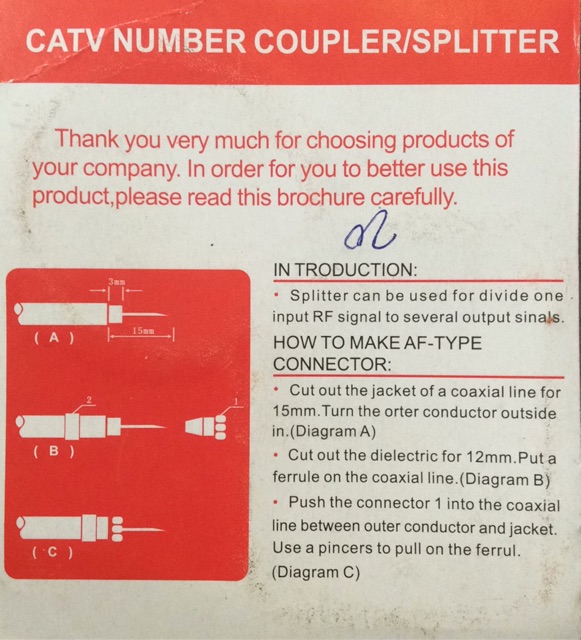 CATV NUMBER COUPLER/SPLITTER
Thank you very much for choosing products of
your company. In order for you to better use this
product,please read this brochure carefully.
3mm
15mm
( A )
2
1
( B )
( C )
IN TRODUCTION:
• Splitter can be used for divide one
input RF signal to several output sinals.
HOW TO MAKE AF-TYPE
CONNECTOR:
• Cut out the jacket of a coaxial line for
15mm.Turn the orter conductor outside
in.(Diagram A)
• Cut out the dielectric for 12mm.Put a
ferrule on the coaxial line.(Diagram B)
• Push the connector 1 into the coaxial
line between outer conductor and jacket.
Use a pincers to pull on the ferrul.
(Diagram C)